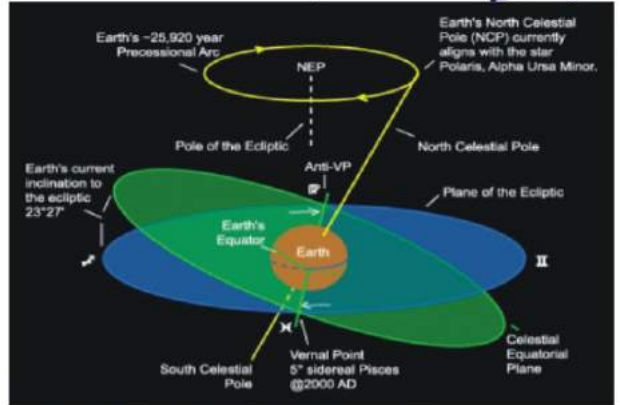 Earth's ~25,920 year
Precessional Arc
Earth's North Celestial
Pole (NCP) currently
aligns with the star
Polaris, Alpha Ursa Minor.
NEP
Pole of the Ecliptic
North Celestial Pole
Anti-VP
Earth's current
inclination to
the ecliptic
23°27'
Plane of the Ecliptic
Earth's
Equator
Earth
♊
♓
South Celestial
Pole
Vernal Point
5° sidereal Pisces
@2000 AD
Celestial
Equatorial
Plane